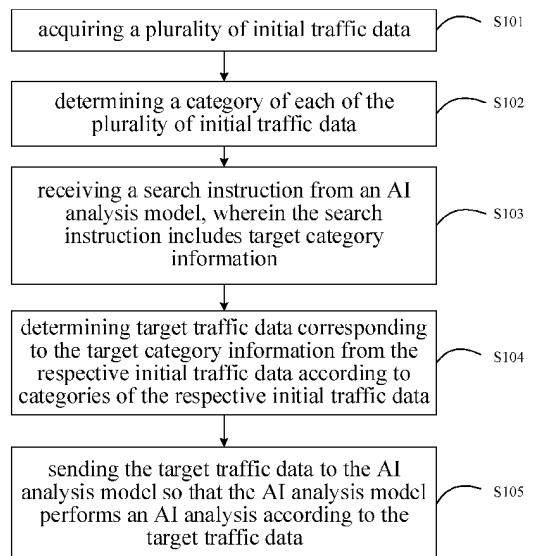 acquiring a plurality of initial traffic data
S101
determining a category of each of the
plurality of initial traffic data
S102
receiving a search instruction from an AI
analysis model, wherein the search
instruction includes target category
information
S103
determining target traffic data corresponding
to the target category information from the
respective initial traffic data according to
categories of the respective initial traffic data
S104
sending the target traffic data to the AI
analysis model so that the AI analysis model
performs an AI analysis according to the
target traffic data
S105